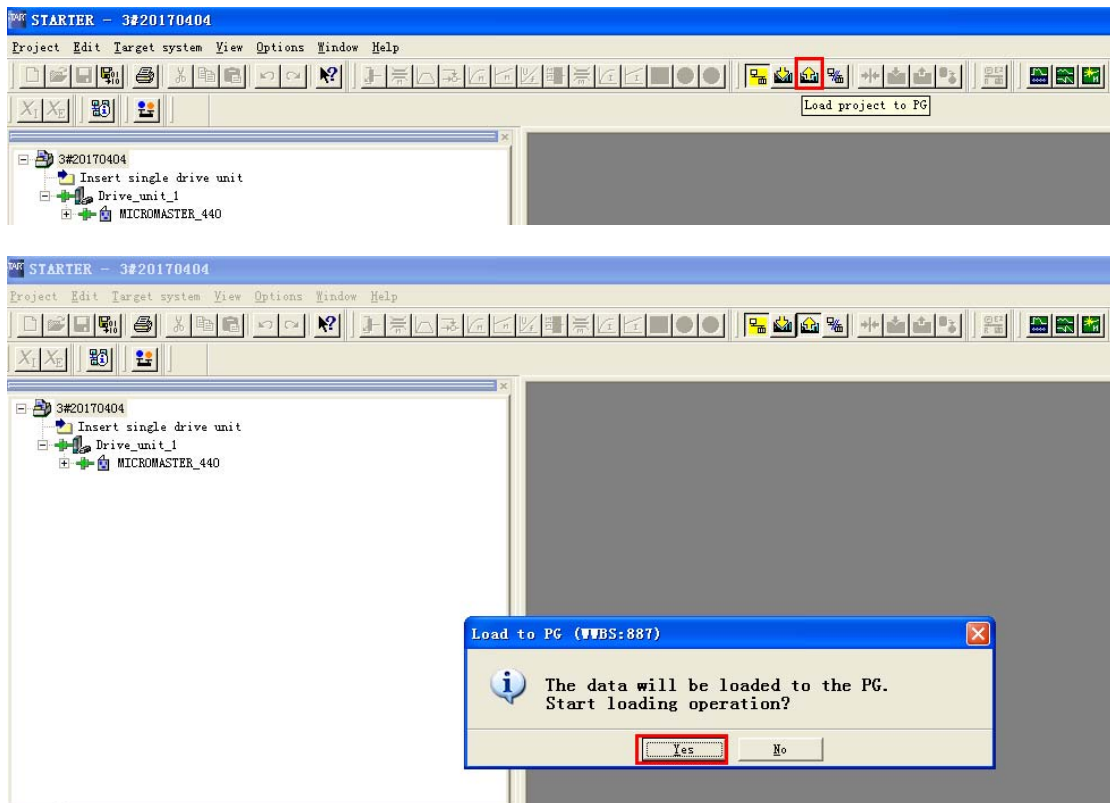 STARTER - 3#20170404
Project Edit Target system View Options Window Help
Load project to PG
3#20170404
Insert single drive unit
Drive_unit_1
MICROMASTER_440
STARTER - 3#20170404
Project Edit Target system View Options Window Help
3#20170404
Insert single drive unit
Drive_unit_1
MICROMASTER_440
Load to PG (WWBS:887)
The data will be loaded to the PG.
Start loading operation?
Yes No